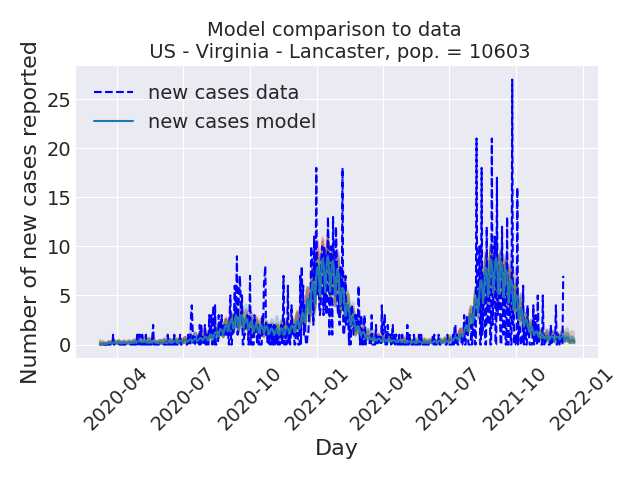 Model comparison to data
US - Virginia - Lancaster, pop. = 10603
Number of new cases reported
new cases data
new cases model
25
20
15
10
5
0
2020-04
2020-07
2020-10
2021-01
2021-04
2021-07
2021-10
2022-01
Day